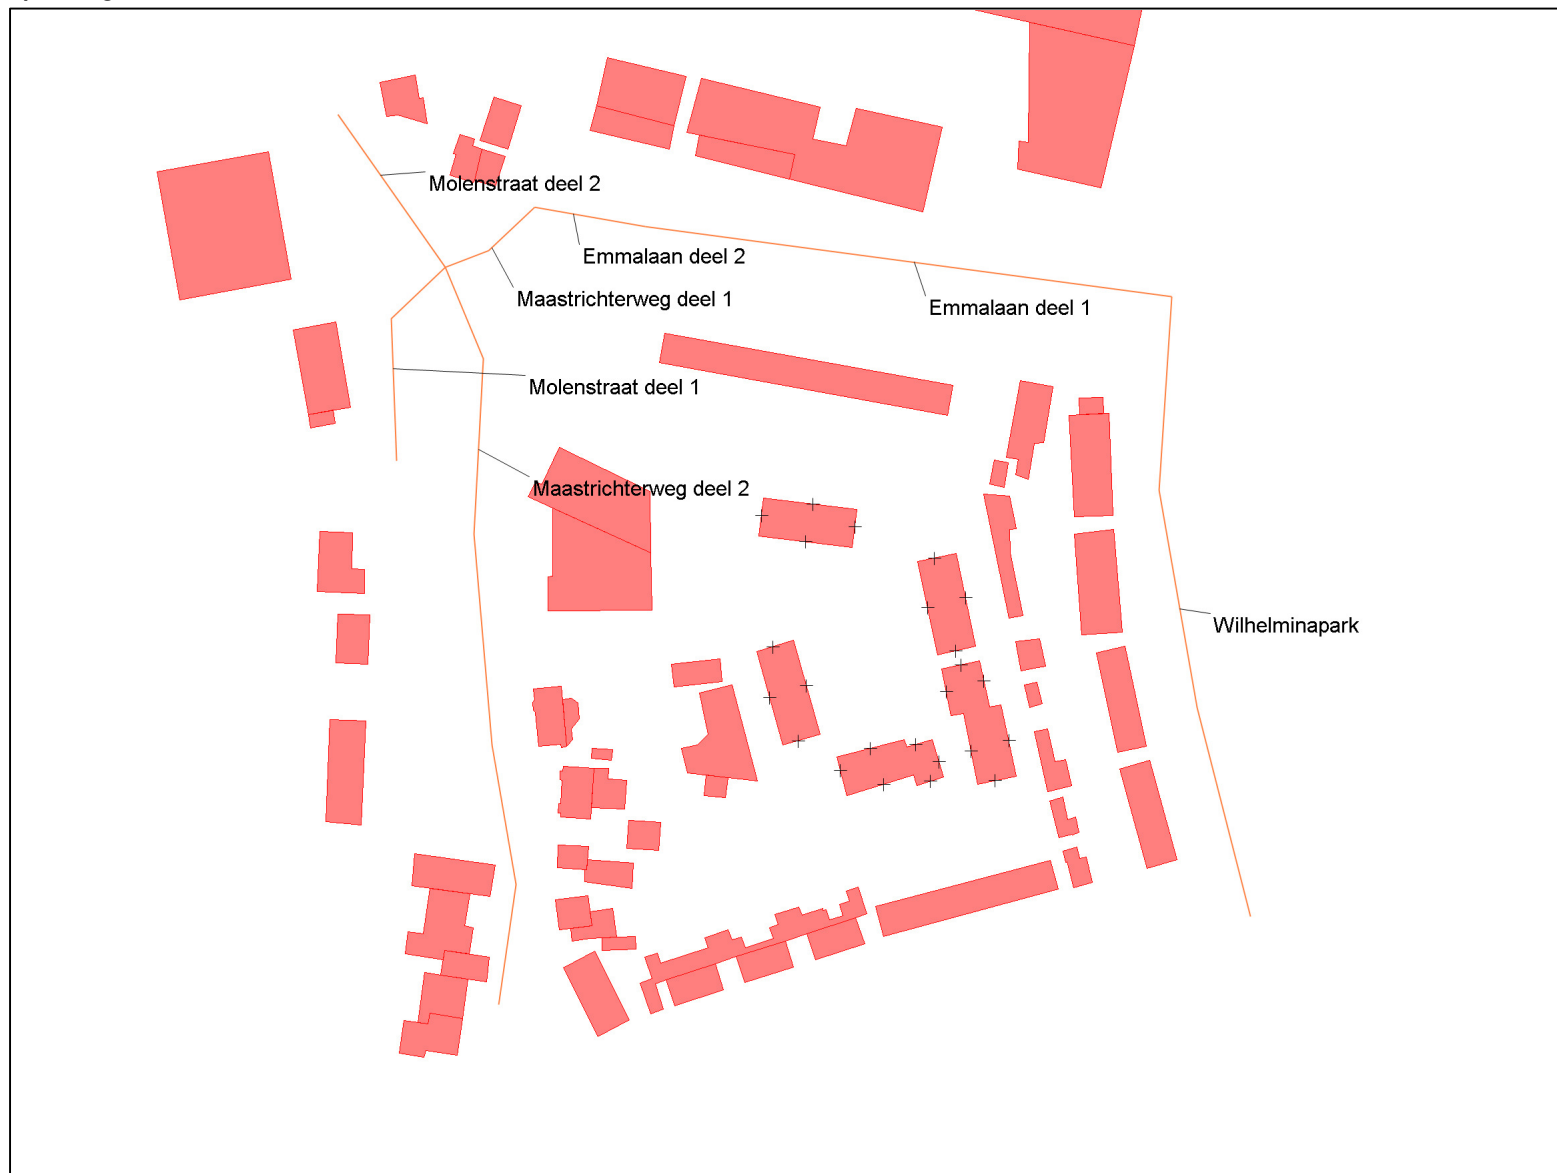 Molenstraat deel 2
Emmalaan deel 2
Maastrichterweg deel 1
Emmalaan deel 1
Molenstraat deel 1
Maastrichterweg deel 2
Wilhelminapark